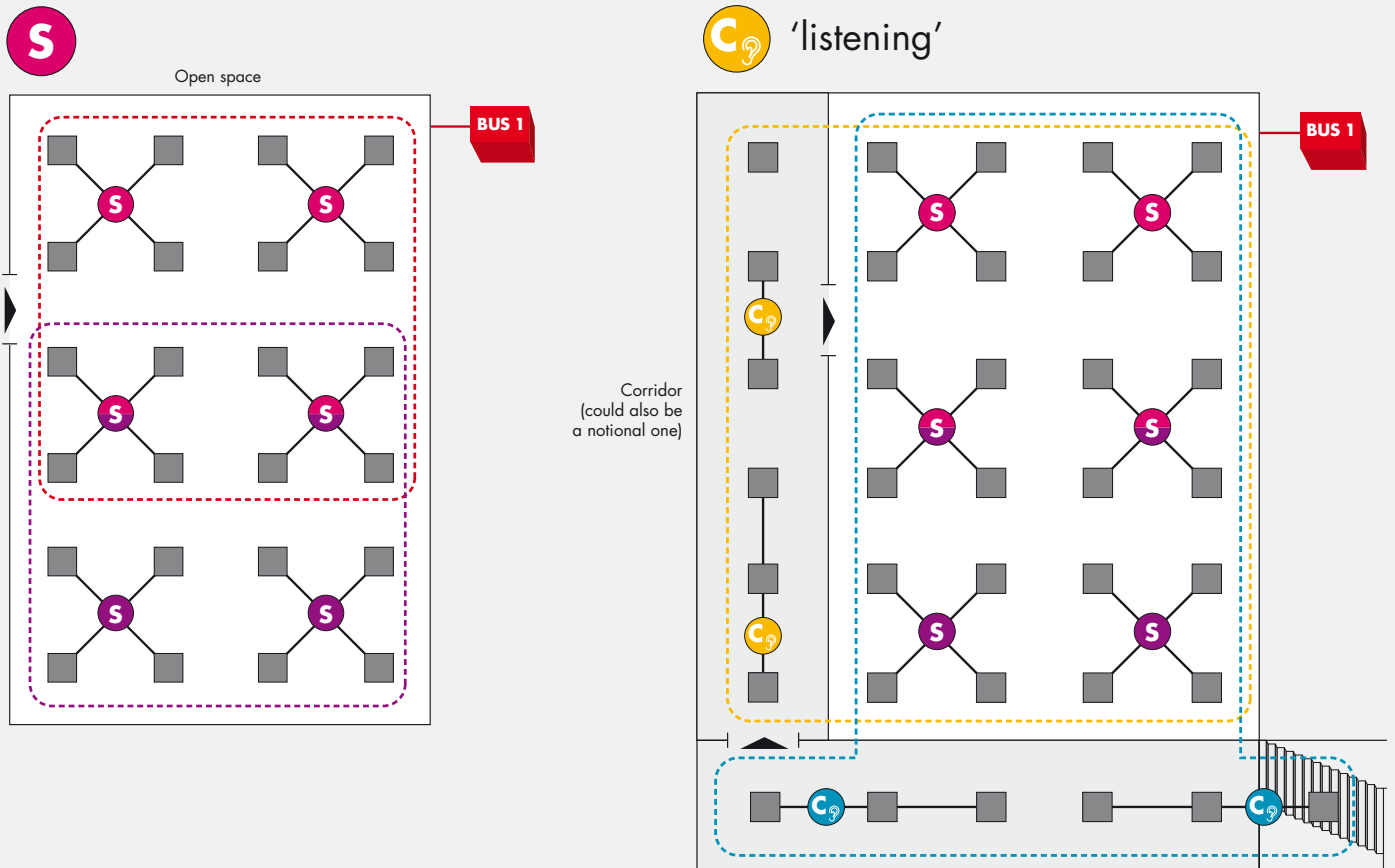 S
Open space
BUS 1
S
S
S
S
S
S
C 'listening'
BUS 1
S
S
C
Corridor
(could also be
a notional one)
S
S
C
S
S
C
C